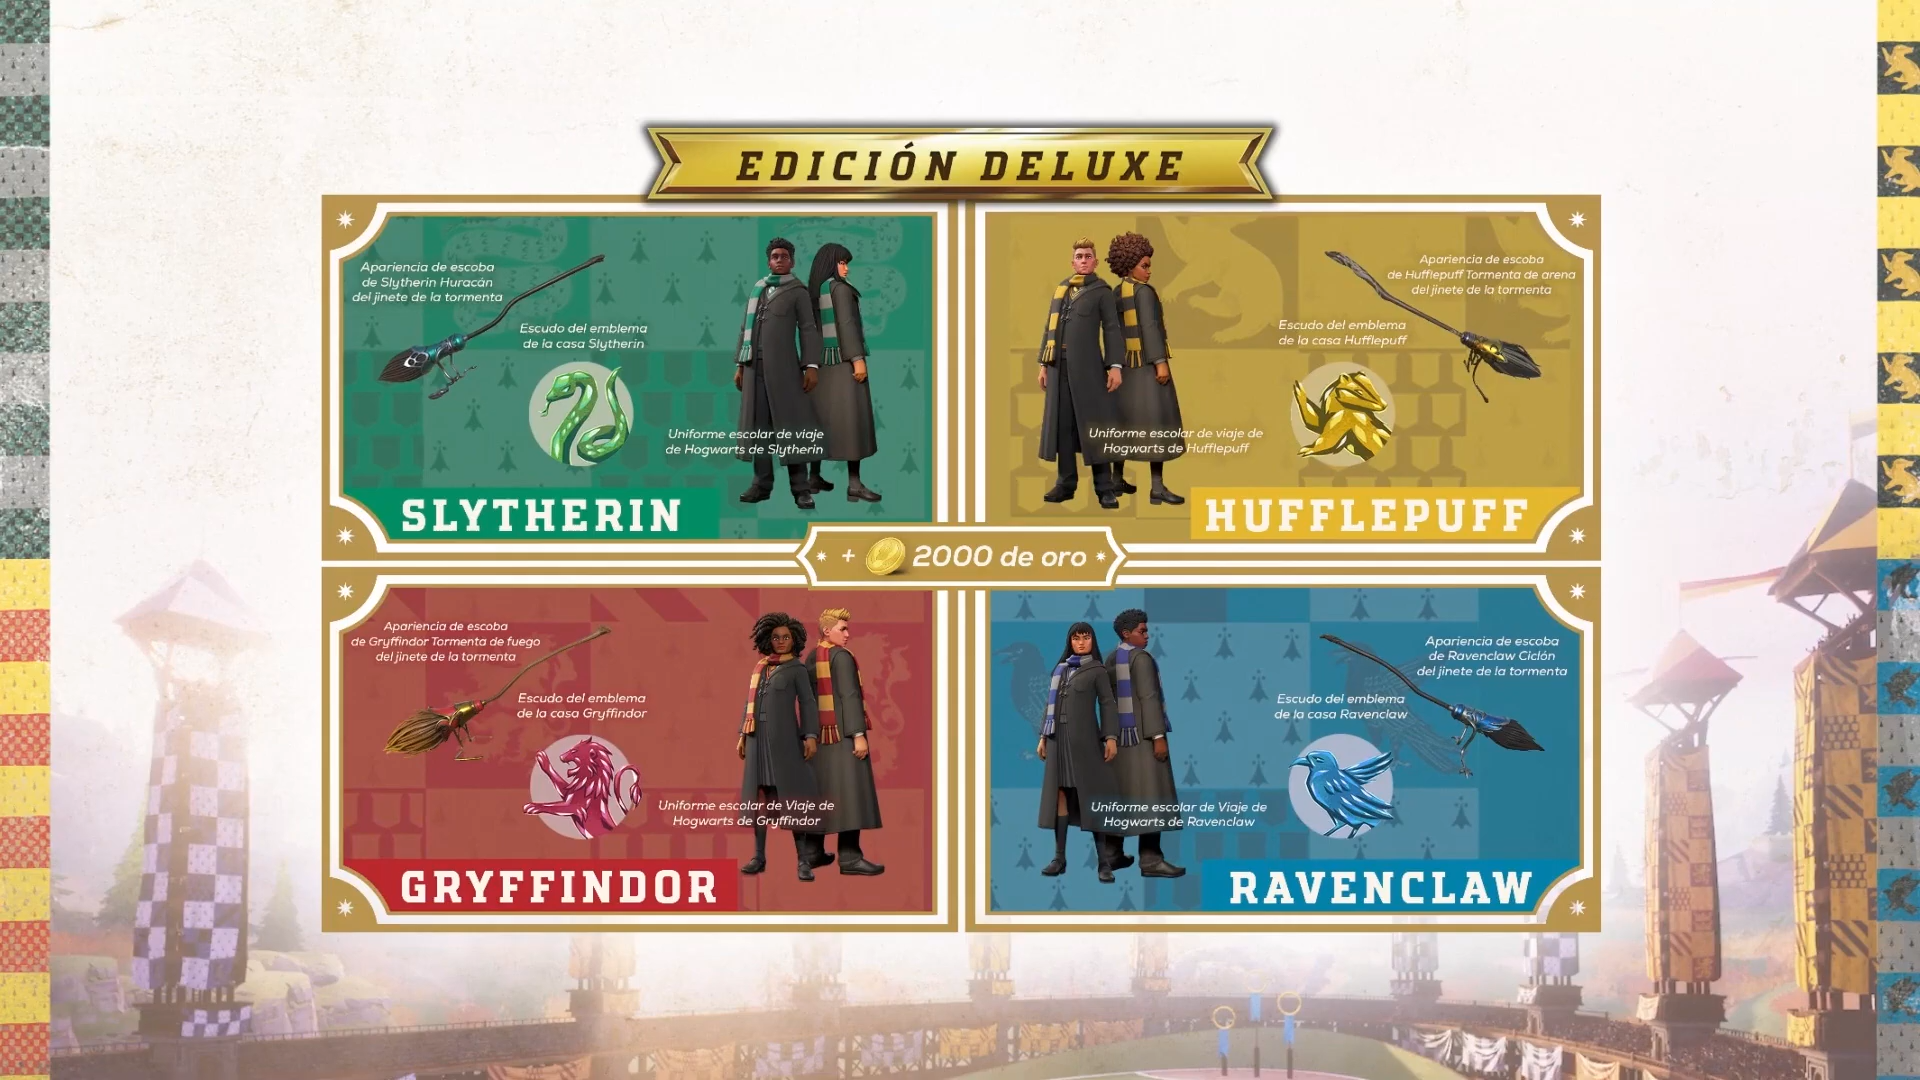 EDICIÓN DELUXE
Apariencia de escoba
de Slytherin Huracán
del jinete de la tormenta
Escudo del emblema
de la casa Slytherin
Uniforme escolar de viaje
de Hogwarts de Slytherin
SLYTHERIN
Apariencia de escoba
de Hufflepuff Tormenta de arena
del jinete de la tormenta
Escudo del emblema
de la casa Hufflepuff
Uniforme escolar de viaje de
Hogwarts de Hufflepuff
HUFFLEPUFF
+ 2000 de oro
Apariencia de escoba
de Gryffindor Tormenta de fuego
del jinete de la tormenta
Escudo del emblema
de la casa Gryffindor
Uniforme escolar de Viaje de
Hogwarts de Gryffindor
GRYFFINDOR
Apariencia de escoba
de Ravenclaw Ciclón
del jinete de la tormenta
Escudo del emblema
de la casa Ravenclaw
Uniforme escolar de Viaje de
Hogwarts de Ravenclaw
RAVENCLAW